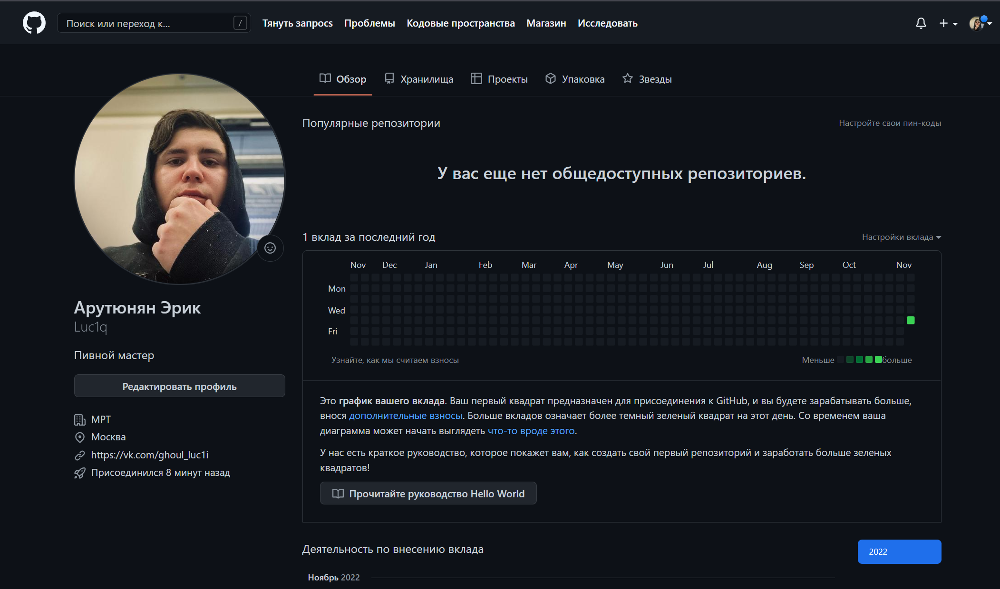 Поиск или переход к... /
Тянуть запросс Проблемы Кодовые пространства Магазин Исследовать
Обзор Хранилища Проекты Упаковка Звезды
Популярные репозитории
Настройте свои пин-коды
У вас еще нет общедоступных репозиториев.
1 вклад за последний год
Настройки вклада
Nov Dec Jan Feb Mar Apr May Jun Jul Aug Sep Oct Nov
Mon
Wed
Fri
Узнайте, как мы считаем взносы
Меньше больше
Арутюнян Эрик
Luc1q
Пивной мастер
Редактировать профиль
МРТ
Москва
https://vk.com/ghoul_luc1i
Присоединился 8 минут назад
Это график вашего вклада. Ваш первый квадрат предназначен для присоединения к GitHub, и вы будете зарабатывать больше,
внося дополнительные взносы. Больше вкладов означает более темный зеленый квадрат на этот день. Со временем ваша
диаграмма может начать выглядеть что-то вроде этого.
У нас есть краткое руководство, которое покажет вам, как создать свой первый репозиторий и заработать больше зеленых
квадратов!
Прочитайте руководство Hello World
Деятельность по внесению вклада
2022
Ноябрь 2022